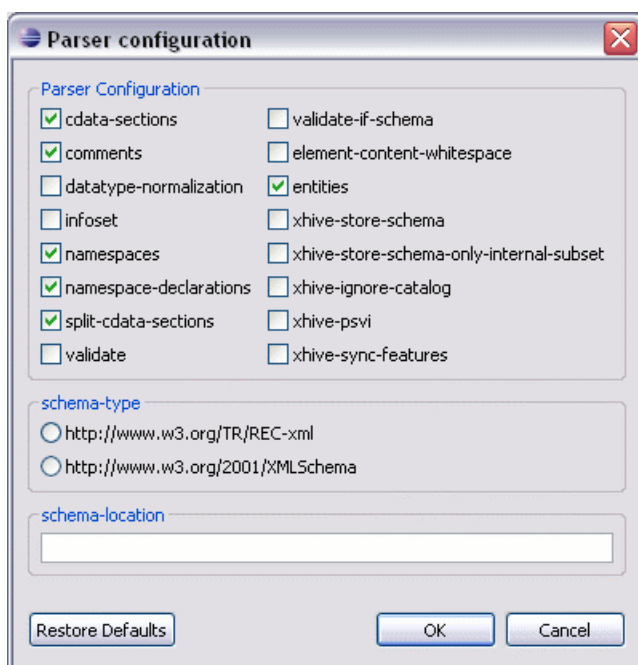 Parser configuration
Parser Configuration
cdata-sections
validate-if-schema
comments
element-content-whitespace
datatype-normalization
entities
infoset
xhive-store-schema
namespaces
xhive-store-schema-only-internal-subset
namespace-declarations
xhive-ignore-catalog
split-cdata-sections
xhive-psvi
validate
xhive-sync-features
schema-type
http://www.w3.org/TR/REC-xml
http://www.w3.org/2001/XMLSchema
schema-location
Restore Defaults
OK
Cancel